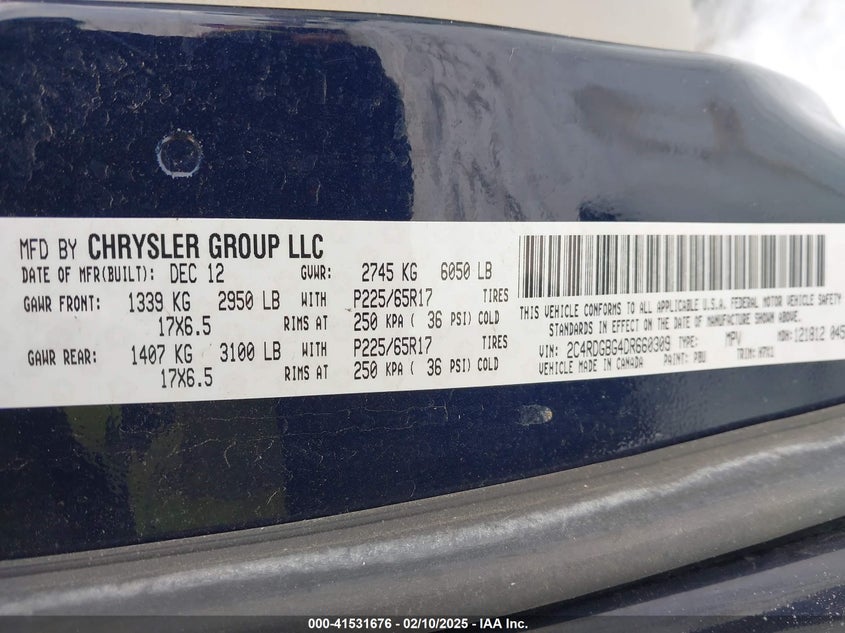 MFD BY CHRYSLER GROUP LLC
DATE OF MFR(BUILT): DEC 12 GVWR: 2745 KG 6050 LB
GAWR FRONT: 1339 KG 2950 LB WITH P225/65R17 TIRES
17X6.5 RIMS AT 250 KPA ( 36 PSI) COLD
GAWR REAR: 1407 KG 3100 LB WITH P225/65R17 TIRES
17X6.5 RIMS AT 250 KPA ( 36 PSI) COLD
THIS VEHICLE CONFORMS TO ALL APPLICABLE U.S.A. FEDERAL MOTOR VEHICLE SAFETY
STANDARDS IN EFFECT ON THE DATE OF MANUFACTURE SHOWN ABOVE.
VIN: 2C4RDGBG4DR660309 TYPE: MPV MDH: 121812 045
VEHICLE MADE IN CANADA PAINT: PBU TRIM:
000-41531676 — 02/10/2025 — IAA Inc.